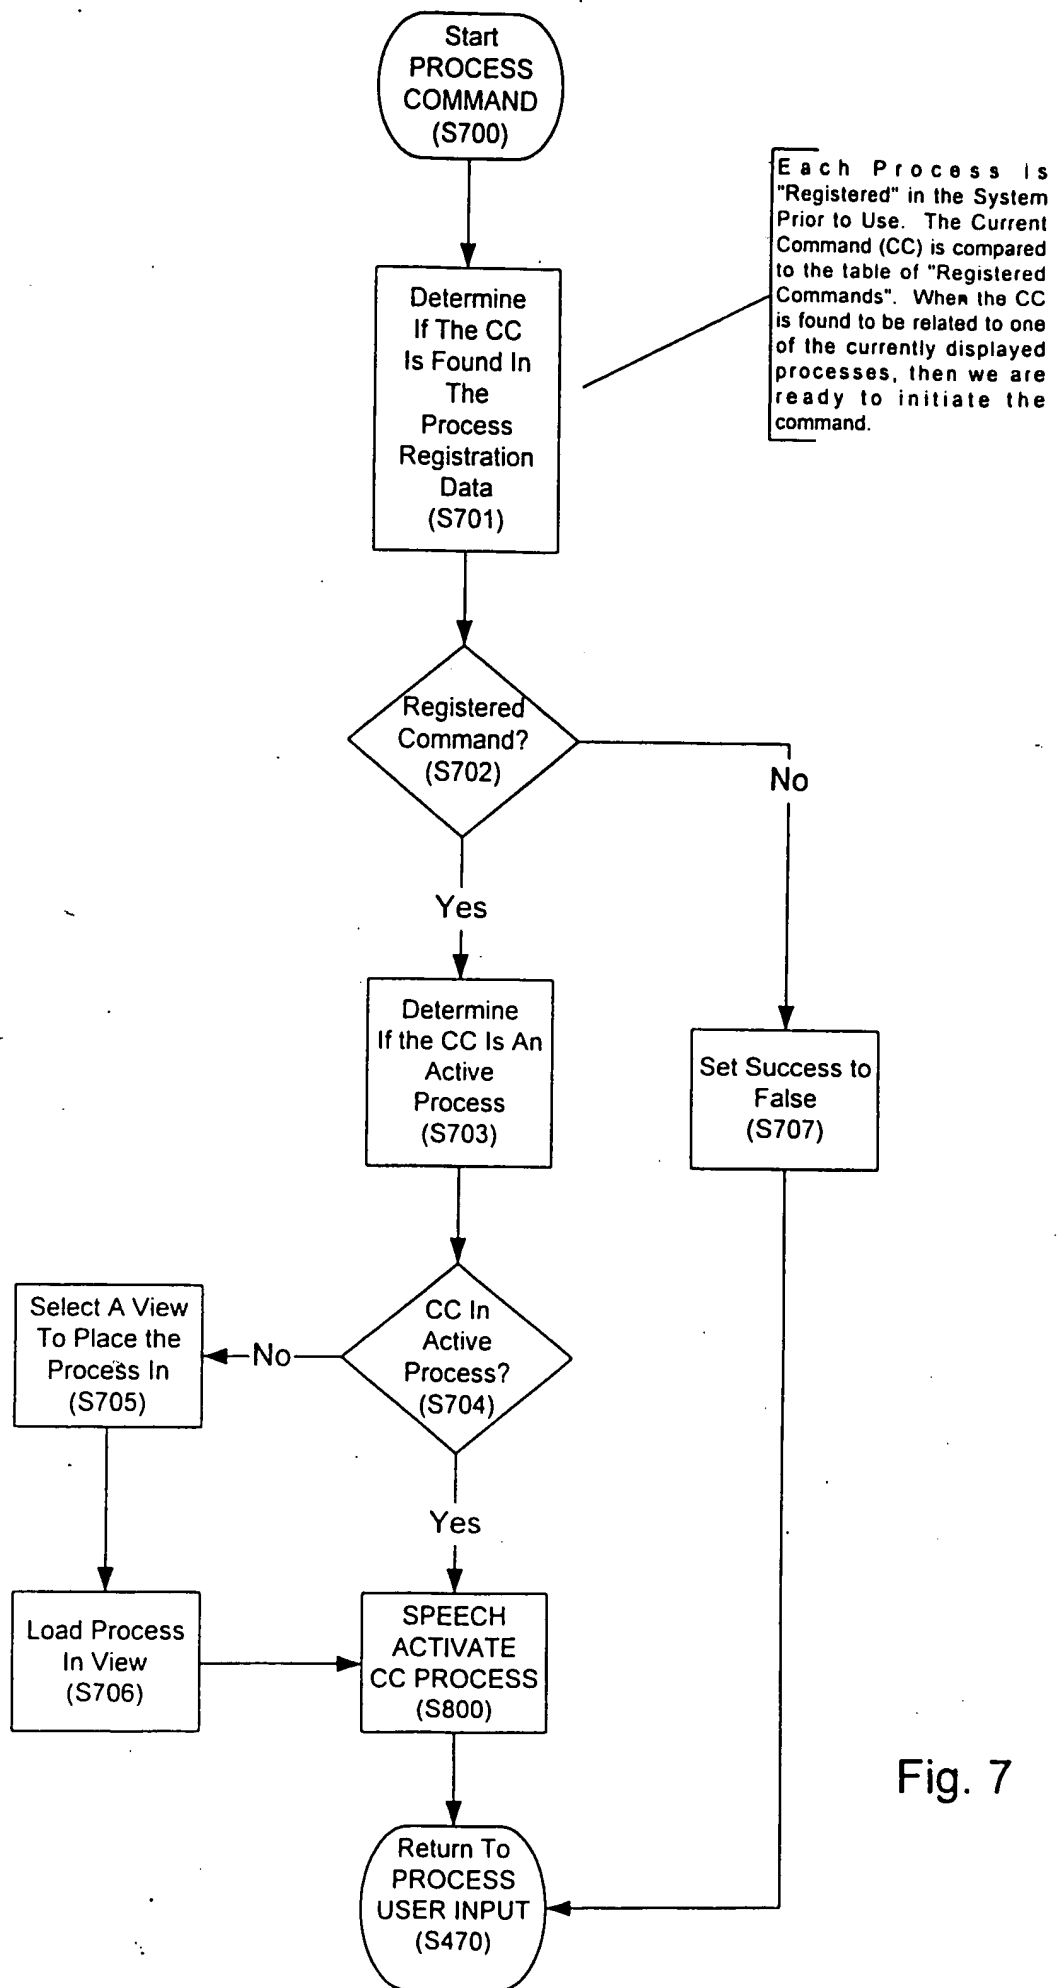 Start
PROCESS
COMMAND
(S700)
Each Process is
"Registered" in the System
Prior to Use. The Current
Command (CC) is compared
to the table of "Registered
Commands". When the CC
is found to be related to one
of the currently displayed
processes, then we are
ready to initiate the
command.
Determine
If The CC
Is Found In
The
Process
Registration
Data
(S701)
Registered
Command?
(S702)
No
Yes
Determine
If the CC Is An
Active
Process
(S703)
Set Success to
False
(S707)
CC In
Active
Process?
(S704)
No
Select A View
To Place the
Process In
(S705)
Yes
Load Process
In View
(S706)
SPEECH
ACTIVATE
CC PROCESS
(S800)
Return To
PROCESS
USER INPUT
(S470)
Fig. 7